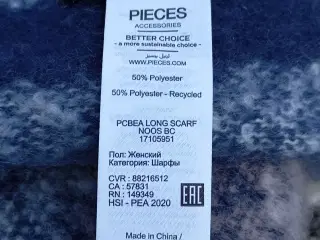 PIECES
ACCESSORIES
BETTER CHOICE
- a more sustainable choice -
WWW.PIECES.COM
50% Polyester
50% Polyester - Recycled
PCBEA LONG SCARF
NOOS BC
17105951
Пол: Женский
Категория: Шарфы
CVR : 88216512
CA : 57831
RN : 149349
HSI - PEA 2020
EAC
Made in China /